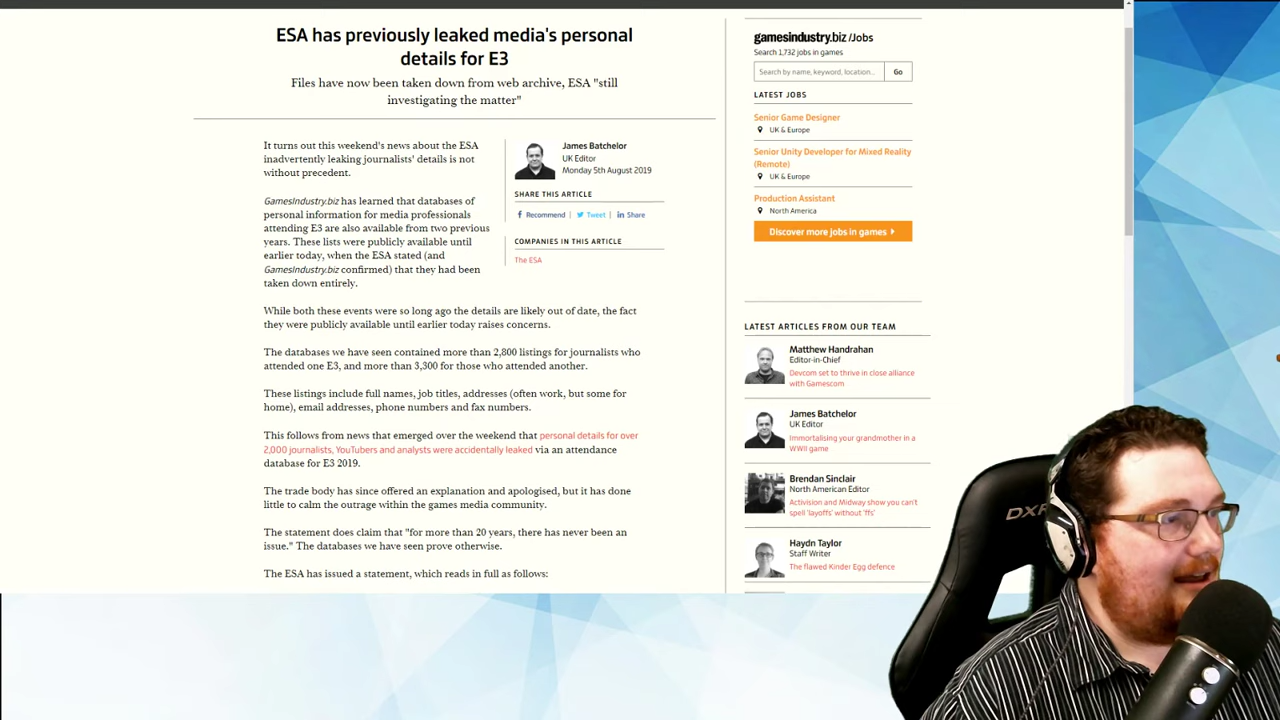 ESA has previously leaked media's personal
details for E3
Files have now been taken down from web archive, ESA "still
investigating the matter"
It turns out this weekend's news about the ESA
inadvertently leaking journalists' details is not
without precedent.
GamesIndustry.biz has learned that databases of
personal information for media professionals
attending E3 are also available from two previous
years. These lists were publicly available until
earlier today, when the ESA stated (and
GamesIndustry.biz confirmed) that they had been
taken down entirely.
James Batchelor
UK Editor
Monday 5th August 2019
SHARE THIS ARTICLE
Recommend
Tweet
Share
COMPANIES IN THIS ARTICLE
The ESA
While both these events were so long ago the details are likely out of date, the fact
they were publicly available until earlier today raises concerns.
The databases we have seen contained more than 2,800 listings for journalists who
attended one E3, and more than 3,300 for those who attended another.
These listings include full names, job titles, addresses (often work, but some for
home), email addresses, phone numbers and fax numbers.
This follows from news that emerged over the weekend that personal details for over
2,000 journalists, YouTubers and analysts were accidentally leaked via an attendance
database for E3 2019.
The trade body has since offered an explanation and apologised, but it has done
little to calm the outrage within the games media community.
The statement does claim that "for more than 20 years, there has never been an
issue." The databases we have seen prove otherwise.
The ESA has issued a statement, which reads in full as follows:
gamesindustry.biz /Jobs
Search 1,732 jobs in games
Search by name, keyword, location...
Go
LATEST JOBS
Senior Game Designer
UK & Europe
Senior Unity Developer for Mixed Reality
(Remote)
UK & Europe
Production Assistant
North America
Discover more jobs in games
LATEST ARTICLES FROM OUR TEAM
Matthew Handrahan
Editor-in-Chief
Devcom set to thrive in close alliance
with Gamescom
James Batchelor
UK Editor
Immortalising your grandmother in a
WWII game
Brendan Sinclair
North American Editor
Activision and Midway show you can't
spell 'layoffs' without 'ffs'
Haydn Taylor
Staff Writer
The flawed Kinder Egg defence